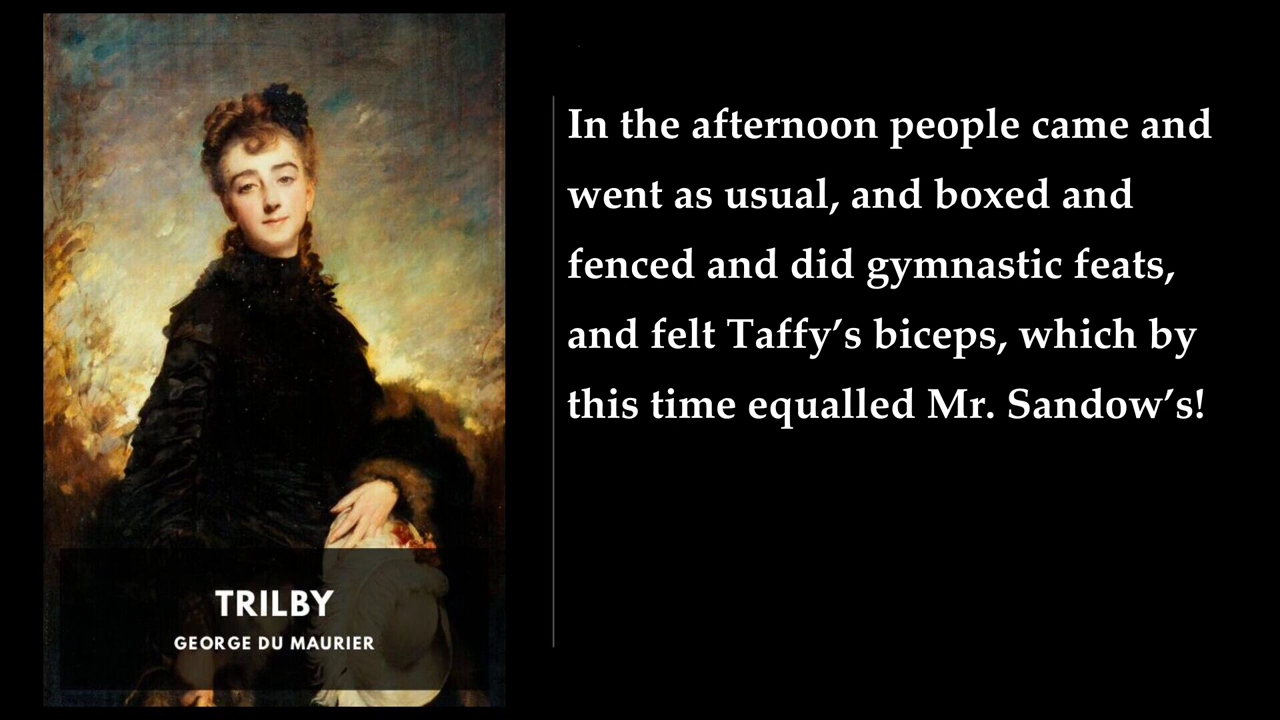 TRILBY
GEORGE DU MAURIER
In the afternoon people came and
went as usual, and boxed and
fenced and did gymnastic feats,
and felt Taffy’s biceps, which by
this time equalled Mr. Sandow’s!